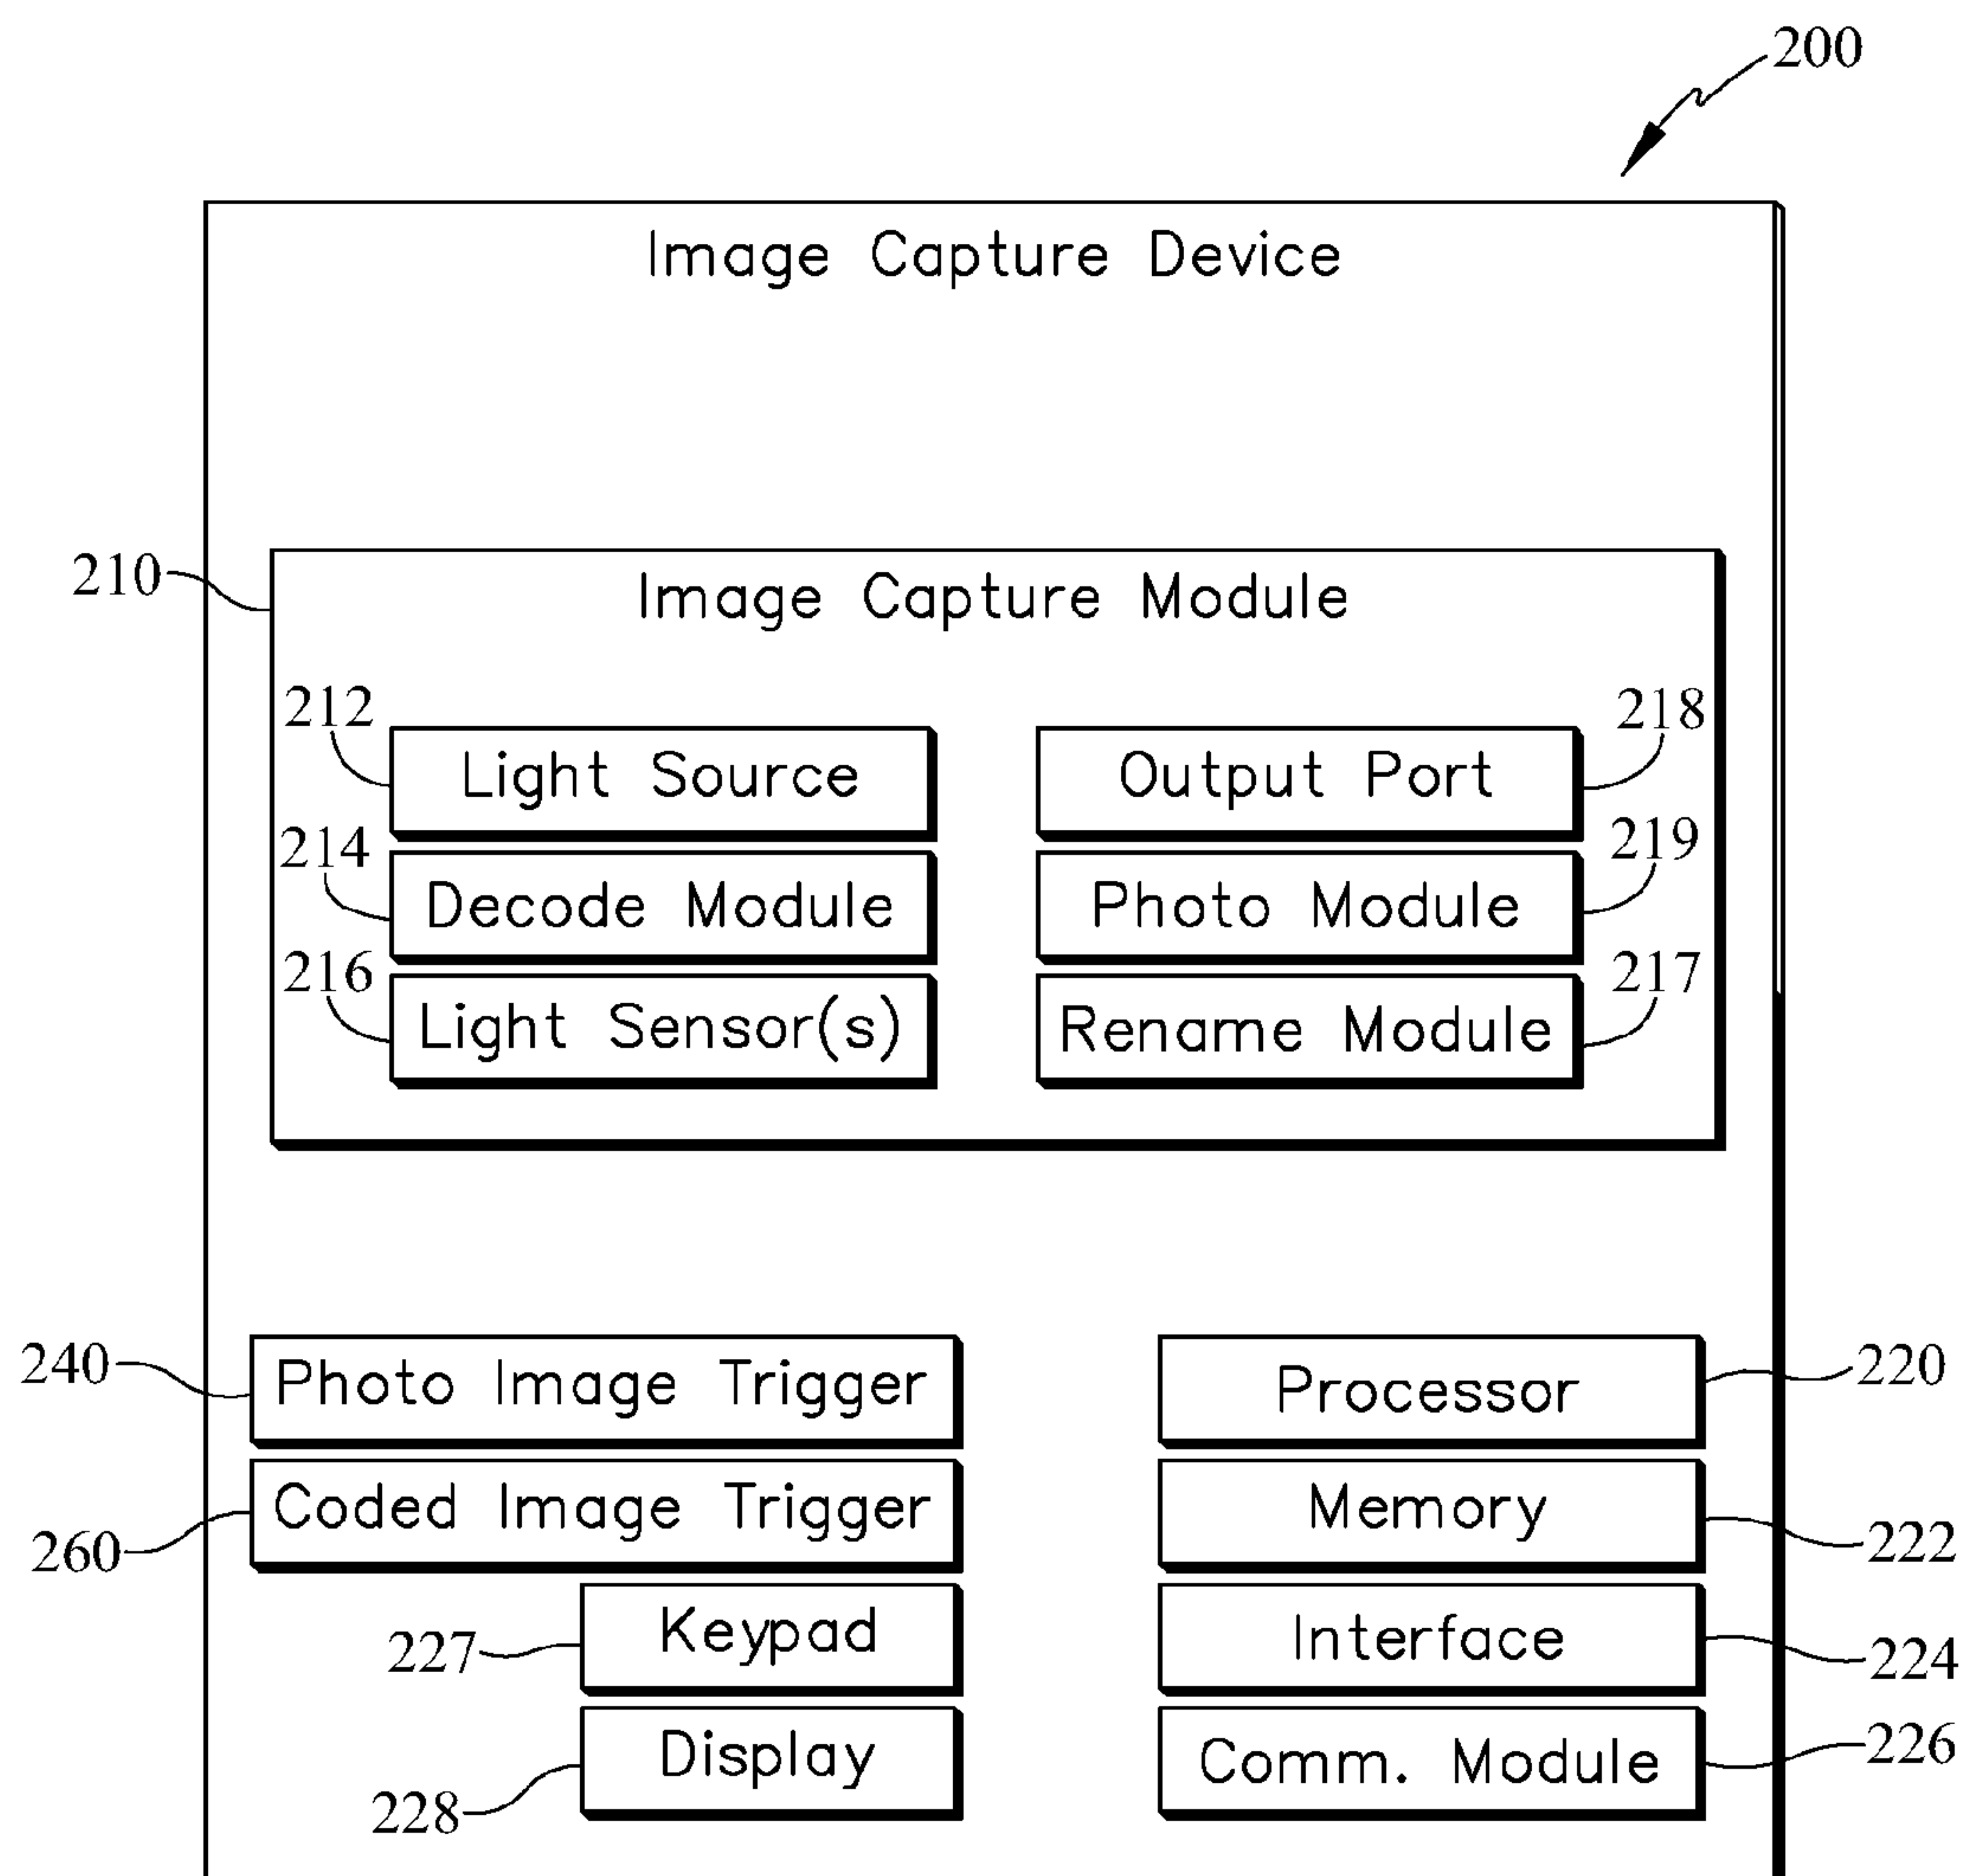 200
Image Capture Device
210
Image Capture Module
212
Light Source
Output Port
218
214
Decode Module
Photo Module
219
216
Light Sensor(s)
Rename Module
217
240
Photo Image Trigger
Processor
220
260
Coded Image Trigger
Memory
222
227
Keypad
Interface
224
228
Display
Comm. Module
226